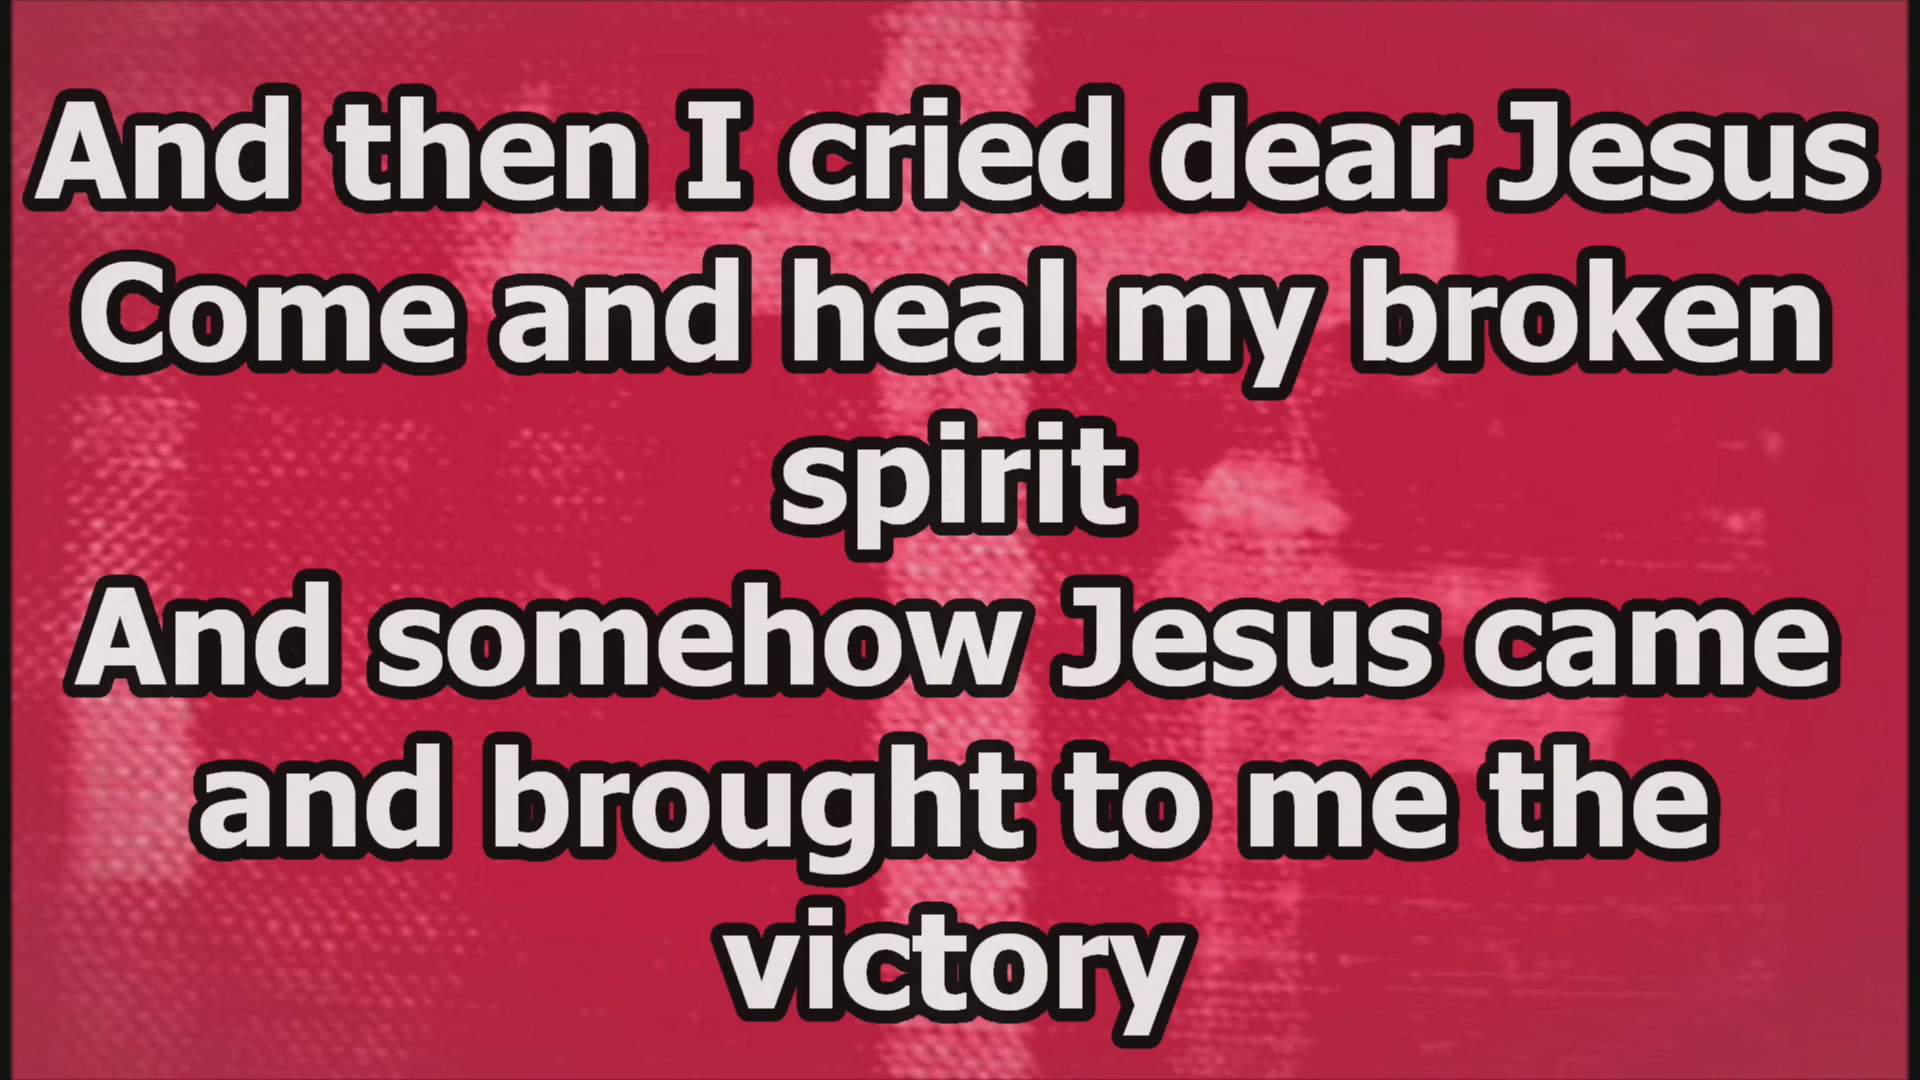 And then I cried dear Jesus
Come and heal my broken
spirit
And somehow Jesus came
and brought to me the
victory